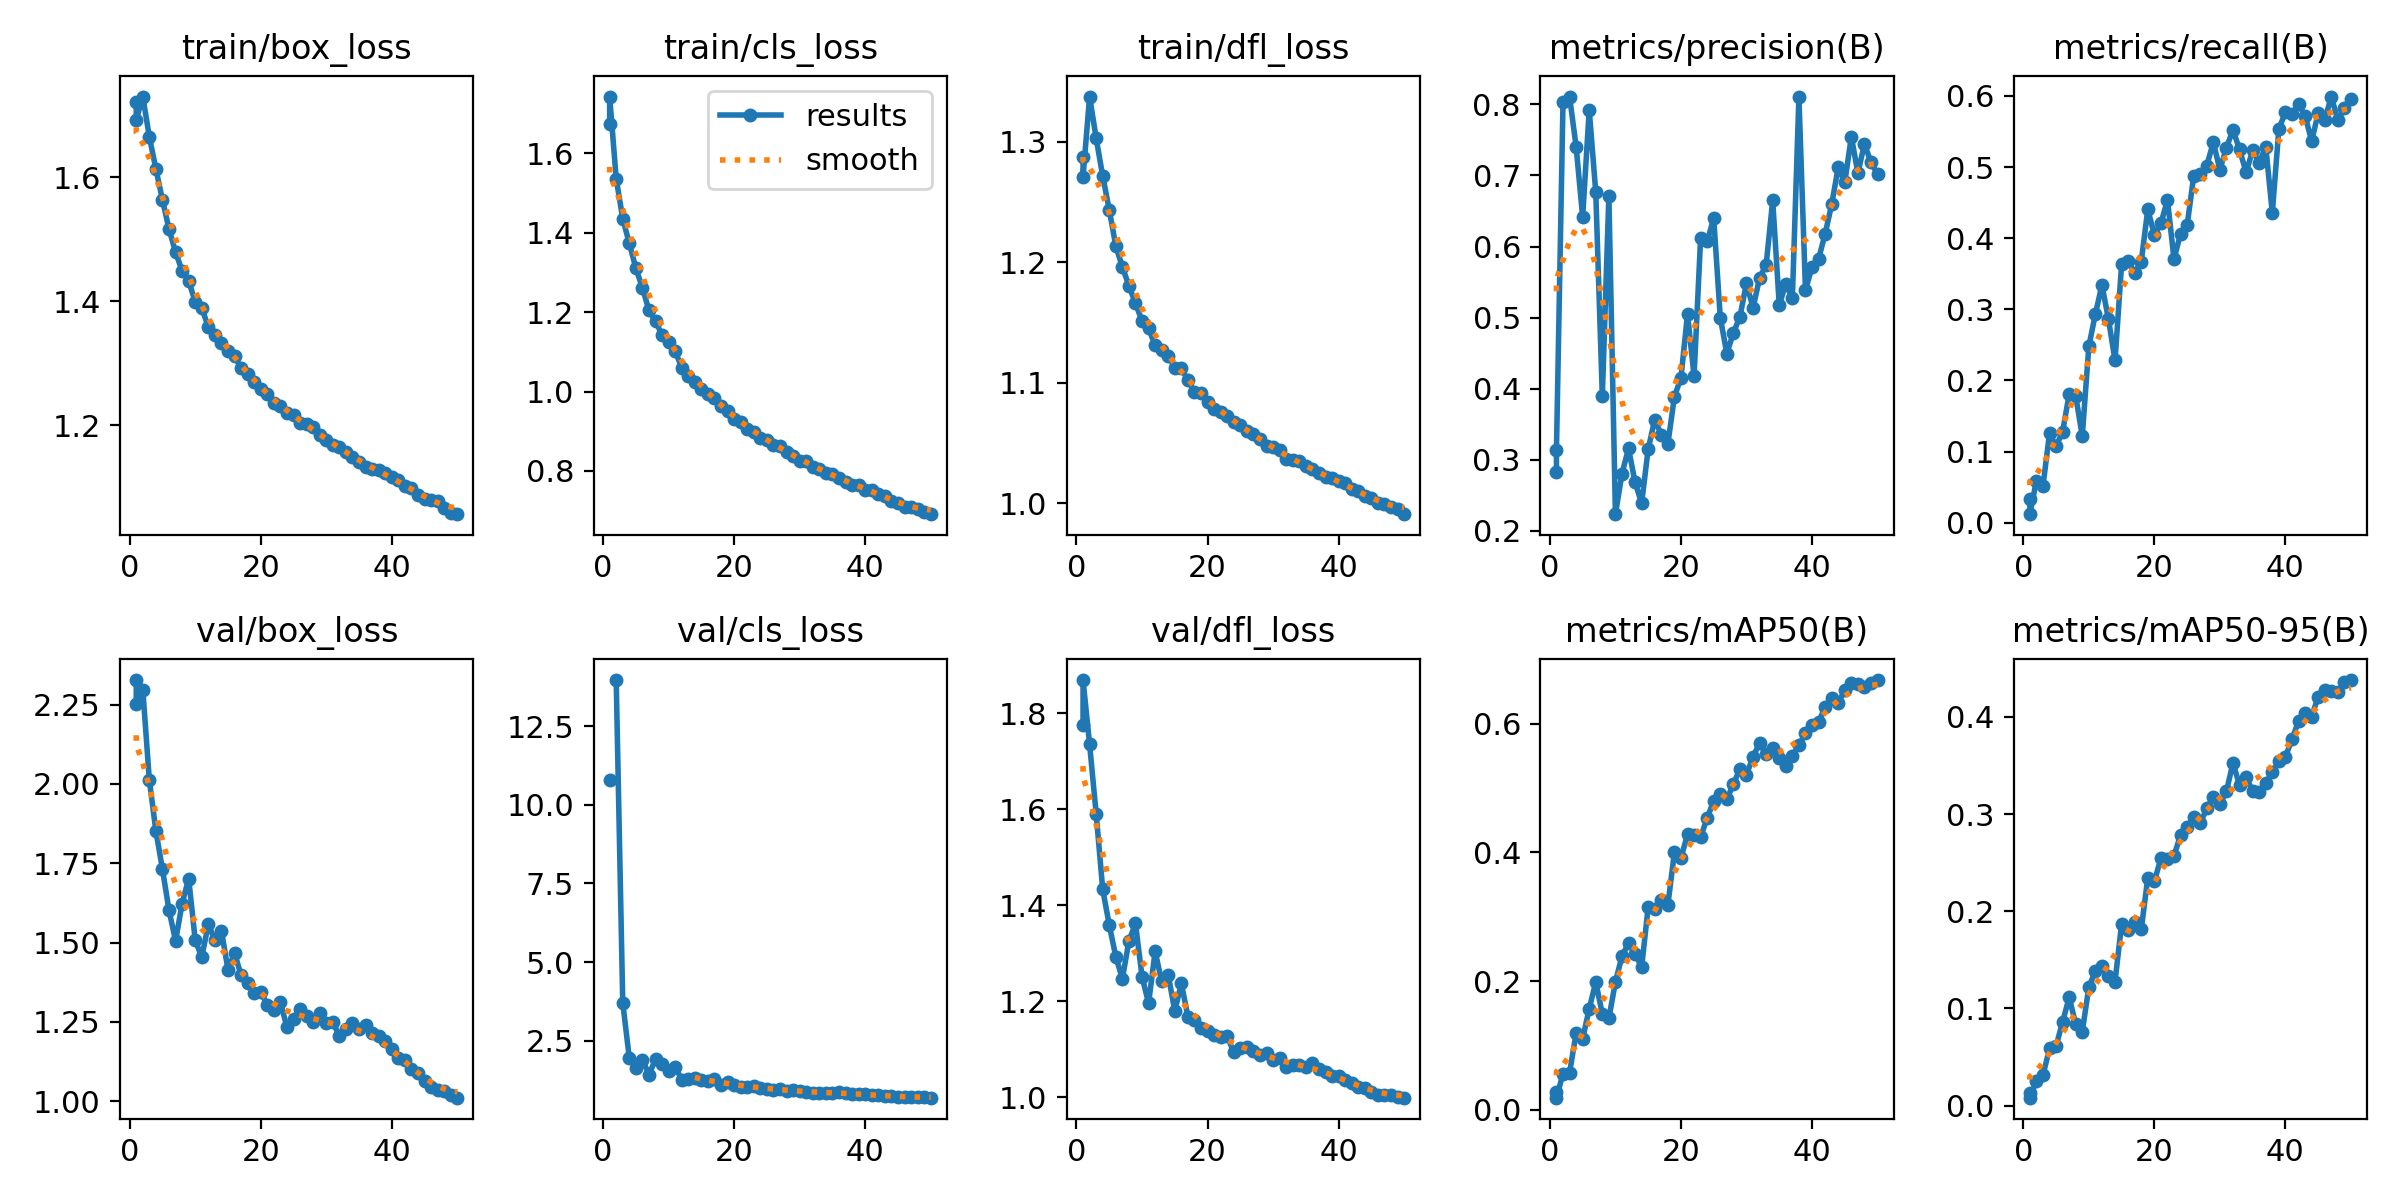 train/box_loss
1.6
1.4
1.2
0 20 40
train/cls_loss
results
smooth
1.6
1.4
1.2
1.0
0.8
0 20 40
train/dfl_loss
1.3
1.2
1.1
1.0
0 20 40
metrics/precision(B)
0.8
0.7
0.6
0.5
0.4
0.3
0.2
0 20 40
metrics/recall(B)
0.6
0.5
0.4
0.3
0.2
0.1
0.0
0 20 40
val/box_loss
2.25
2.00
1.75
1.50
1.25
1.00
0 20 40
val/cls_loss
12.5
10.0
7.5
5.0
2.5
0 20 40
val/dfl_loss
1.8
1.6
1.4
1.2
1.0
0 20 40
metrics/mAP50(B)
0.6
0.4
0.2
0.0
0 20 40
metrics/mAP50-95(B)
0.4
0.3
0.2
0.1
0.0
0 20 40